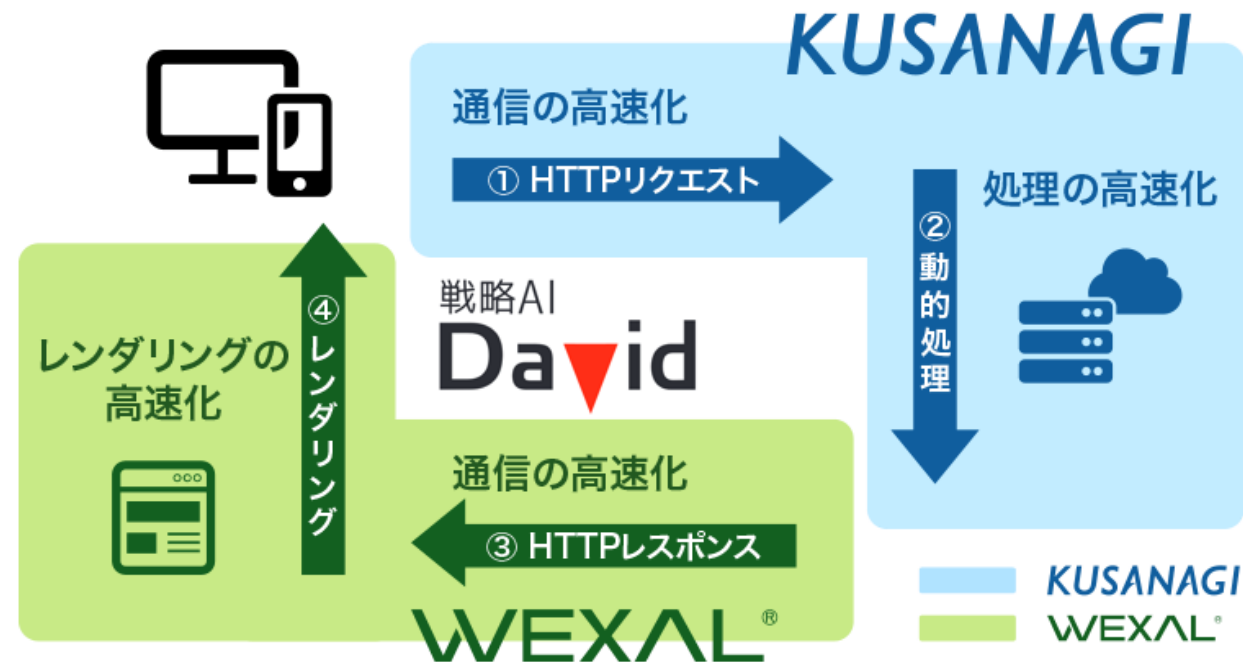 KUSANAGI
通信の高速化
① HTTPリクエスト
処理の高速化
②動的処理
戦略AI
David
④レンダリング
レンダリングの
高速化
通信の高速化
③ HTTPレスポンス
WEXAL®
KUSANAGI
WEXAL®